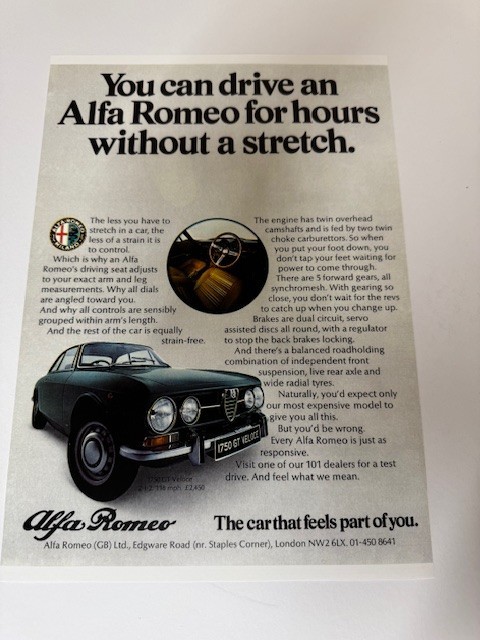 You can drive an
Alfa Romeo for hours
without a stretch.
The less you have to
stretch in a car, the
less of a strain it is
to control.
Which is why an Alfa
Romeo's driving seat adjusts
to your exact arm and leg
measurements. Why all dials
are angled toward you.
And why all controls are sensibly
grouped within arm's length.
And the rest of the car is equally
strain-free.
The engine has twin overhead
camshafts and is fed by two twin
choke carburettors. So when
you put your foot down, you
don't tap your feet waiting for
power to come through.
There are 5 forward gears, all
synchromesh. With gearing so
close, you don't wait for the revs
to catch up when you change up.
Brakes are dual circuit, servo
assisted discs all round, with a regulator
to stop the back brakes locking.
And there's a balanced roadholding
combination of independent front
suspension, live rear axle and
wide radial tyres.
Naturally, you'd expect only
our most expensive model to
give you all this.
But you'd be wrong.
Every Alfa Romeo is just as
responsive.
Visit one of our 101 dealers for a test
drive. And feel what we mean.
1750 GT VELOCE
1750 GT Veloce
116 mph. £2,450
Alfa Romeo
The car that feels part of you.
Alfa Romeo (GB) Ltd., Edgware Road (nr. Staples Corner), London NW2 6LX. 01-450 8641